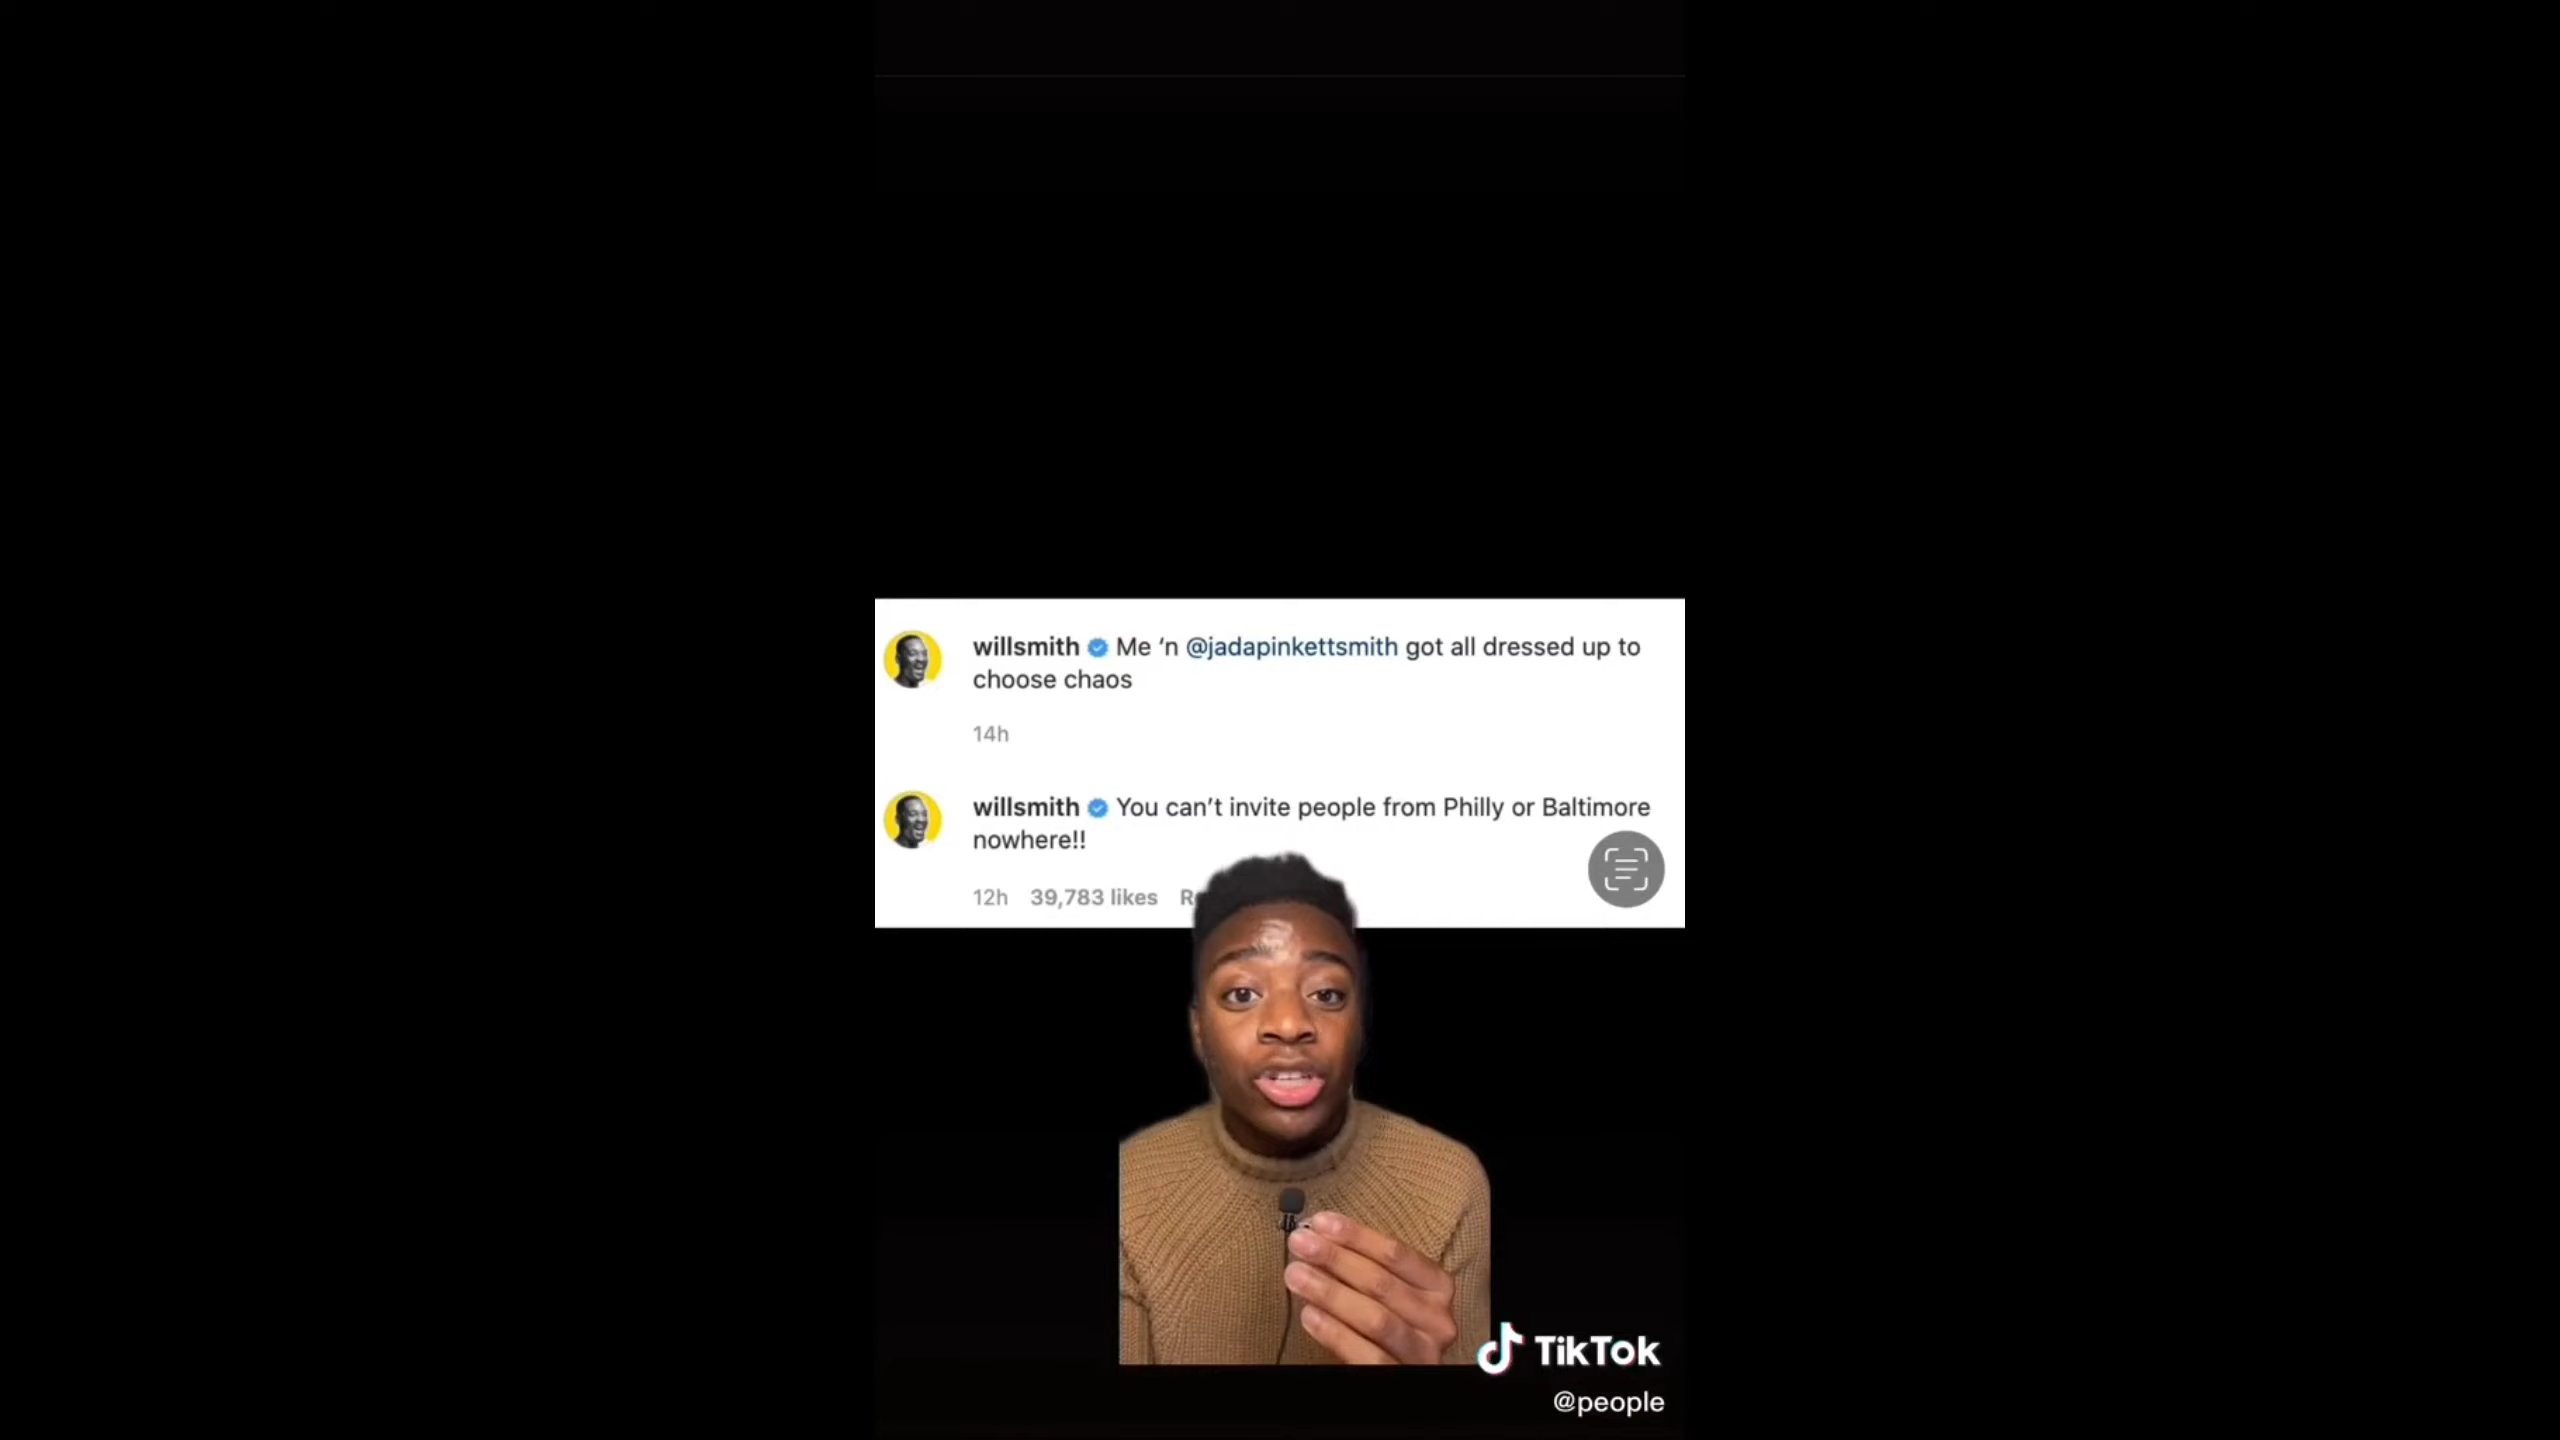 willsmith Me ‘n @jadapinkettsmith got all dressed up to
choose chaos
14h
willsmith You can’t invite people from Philly or Baltimore
nowhere!!
12h 39,783 likes
TikTok
@people